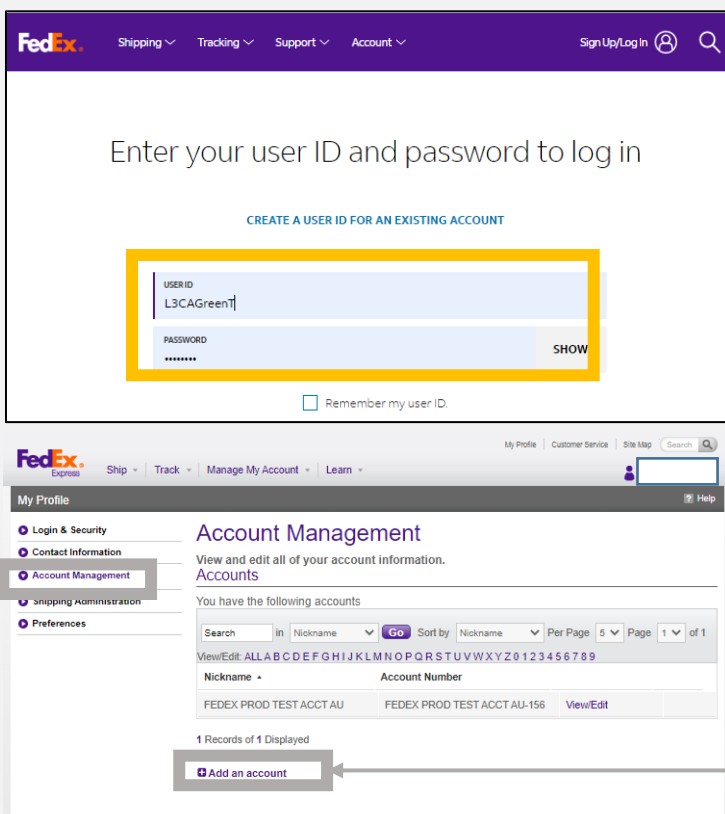 FedEx. Shipping Tracking Support Account Sign Up/Log In
Enter your user ID and password to log in
CREATE A USER ID FOR AN EXISTING ACCOUNT
USER ID
L3CAGreenT
PASSWORD
•••••••• SHOW
Remember my user ID.
My Profile | Customer Service | Site Map | Search
FedEx Express Ship | Track | Manage My Account | Learn
My Profile ? Help
Login & Security
Contact Information
Account Management
Shipping Administration
Preferences
Account Management
View and edit all of your account information.
Accounts
You have the following accounts
Search in Nickname Go Sort by Nickname Per Page 5 Page 1 of 1
View/Edit: ALL A B C D E F G H I J K L M N O P Q R S T U V W X Y Z 0 1 2 3 4 5 6 7 8 9
Nickname Account Number
FEDEX PROD TEST ACCT AU FEDEX PROD TEST ACCT AU-156 View/Edit
1 Records of 1 Displayed
Add an account